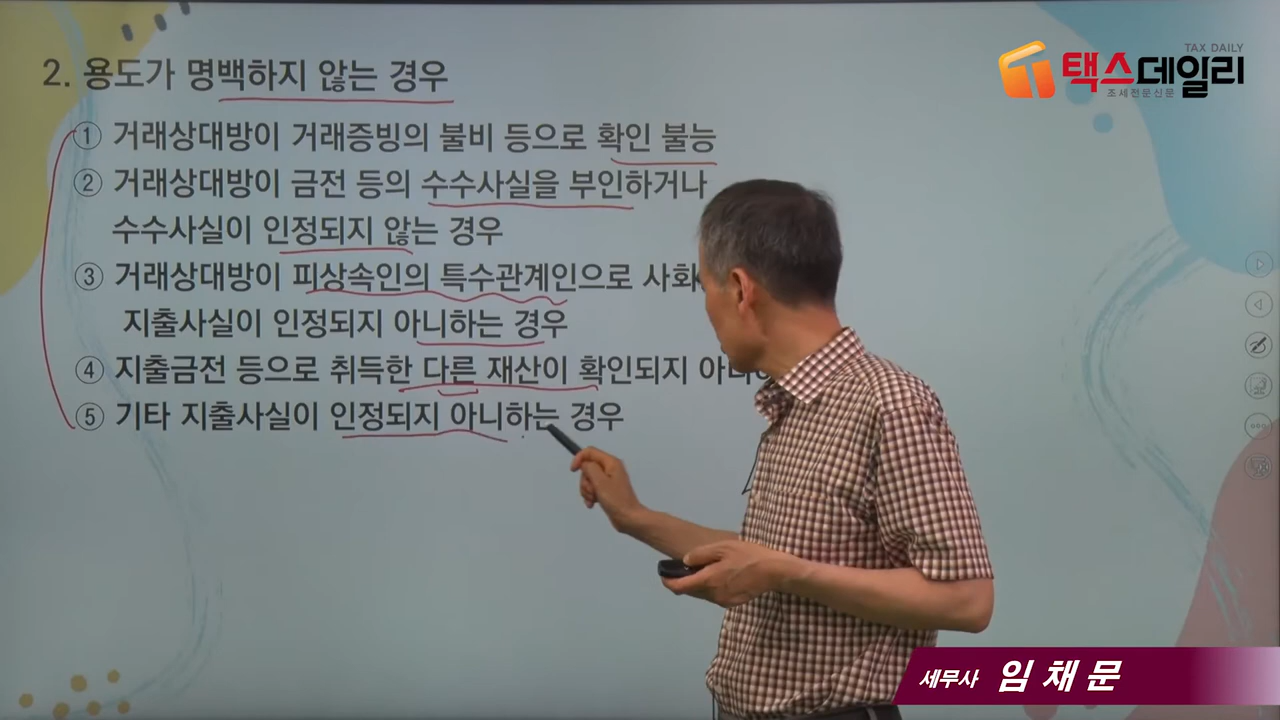 2. 용도가 명백하지 않는 경우
① 거래상대방이 거래증빙의 불비 등으로 확인 불능
② 거래상대방이 금전 등의 수수사실을 부인하거나
수수사실이 인정되지 않는 경우
③ 거래상대방이 피상속인의 특수관계인으로
지출사실이 인정되지 아니하는 경우
④ 지출금전 등으로 취득한 다른 재산이 확인되지
⑤ 기타 지출사실이 인정되지 아니하는 경우
TAX DAILY
택스데일리
조세전문신문
세무사 임채문